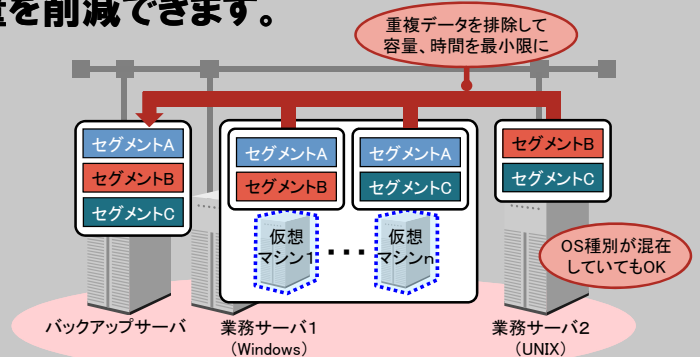 量を削減できます。
重複データを排除して
容量、時間を最小限に
セグメントA
セグメントB
セグメントC
セグメントA
セグメントB
セグメントA
セグメントC
セグメントB
セグメントC
仮想
マシン1
・・・
仮想
マシンn
OS種別が混在
していてもOK
バックアップサーバ
業務サーバ1
（Windows）
業務サーバ2
（UNIX）